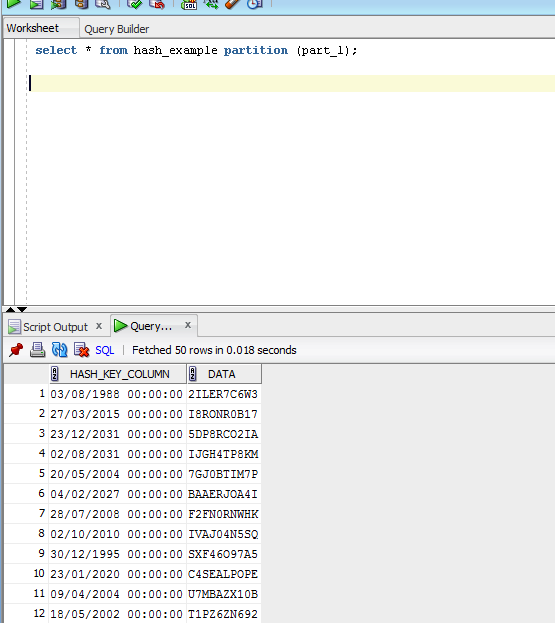 SQL
Worksheet Query Builder
select * from hash_example partition (part_1);
Script Output x Query... x
SQL | Fetched 50 rows in 0.018 seconds
HASH_KEY_COLUMN DATA
1 03/08/1988 00:00:00 2ILER7C6W3
2 27/03/2015 00:00:00 I8RONR0B17
3 23/12/2031 00:00:00 5DP8RCO2IA
4 02/08/2031 00:00:00 IJGH4TP8KM
5 20/05/2004 00:00:00 7GJ0BTIM7P
6 04/02/2027 00:00:00 BAAERJOA4I
7 28/07/2008 00:00:00 F2FN0RNWHK
8 02/10/2010 00:00:00 IVAJ04N5SQ
9 30/12/1995 00:00:00 SXF46O97A5
10 23/01/2020 00:00:00 C4SEALPOPE
11 09/04/2004 00:00:00 U7MBAZX10B
12 18/05/2002 00:00:00 T1PZ6ZN692